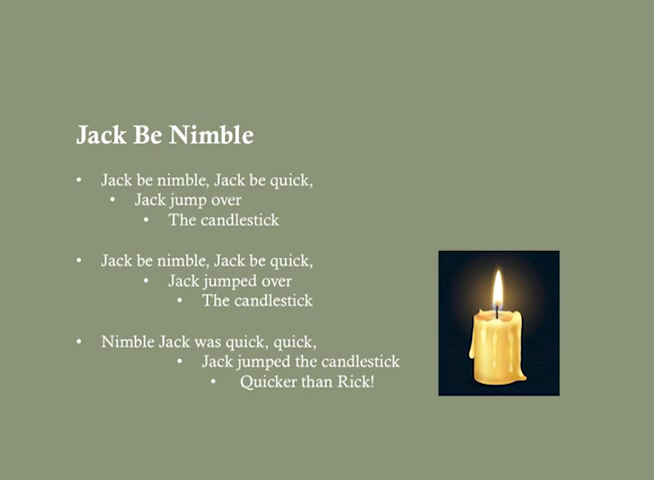 Jack Be Nimble
• Jack be nimble, Jack be quick,
• Jack jump over
• The candlestick
• Jack be nimble, Jack be quick,
• Jack jumped over
• The candlestick
• Nimble Jack was quick, quick,
• Jack jumped the candlestick
• Quicker than Rick!